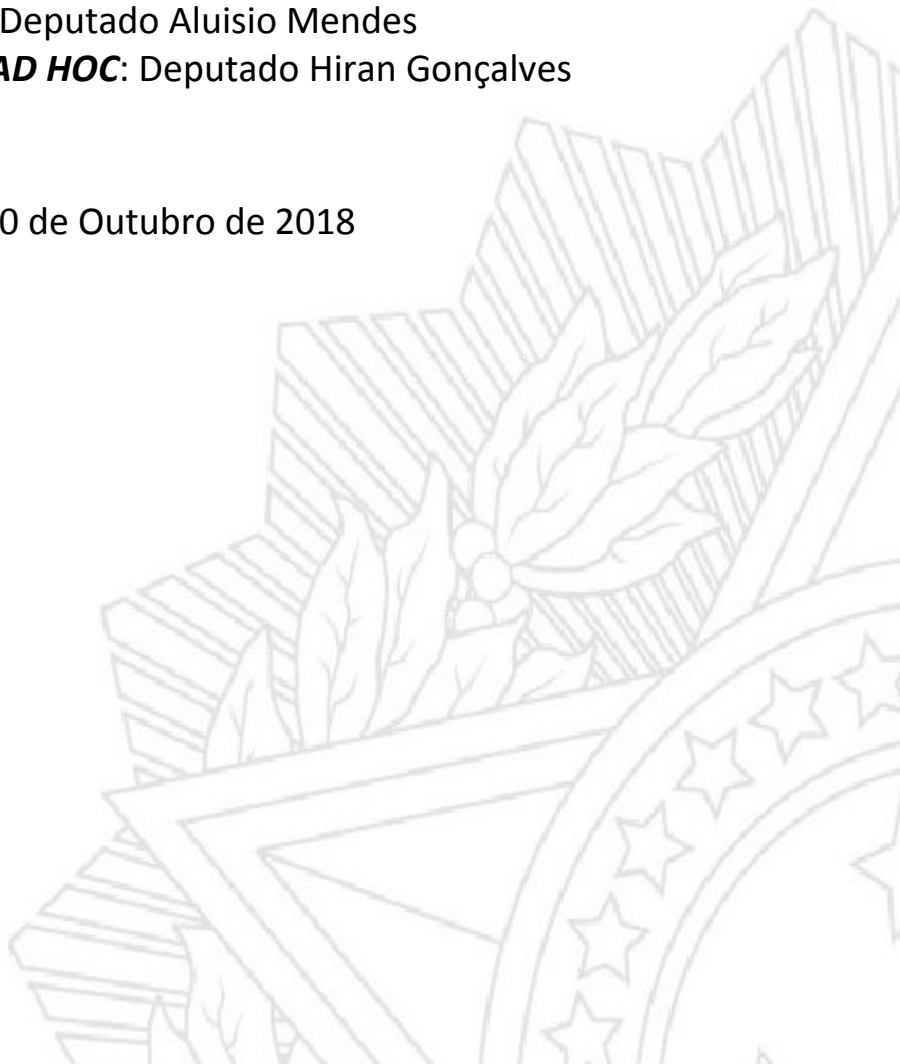 Deputado Aluisio Mendes
AD HOC: Deputado Hiran Gonçalves
0 de Outubro de 2018